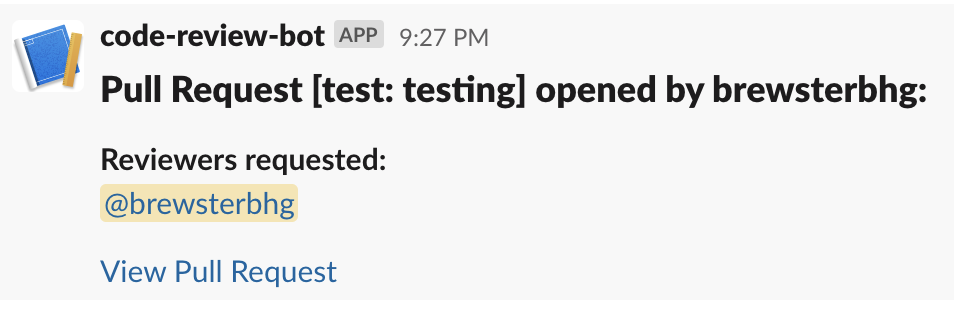 code-review-bot APP 9:27 PM
Pull Request [test: testing] opened by brewsterbhg:
Reviewers requested:
@brewsterbhg
View Pull Request